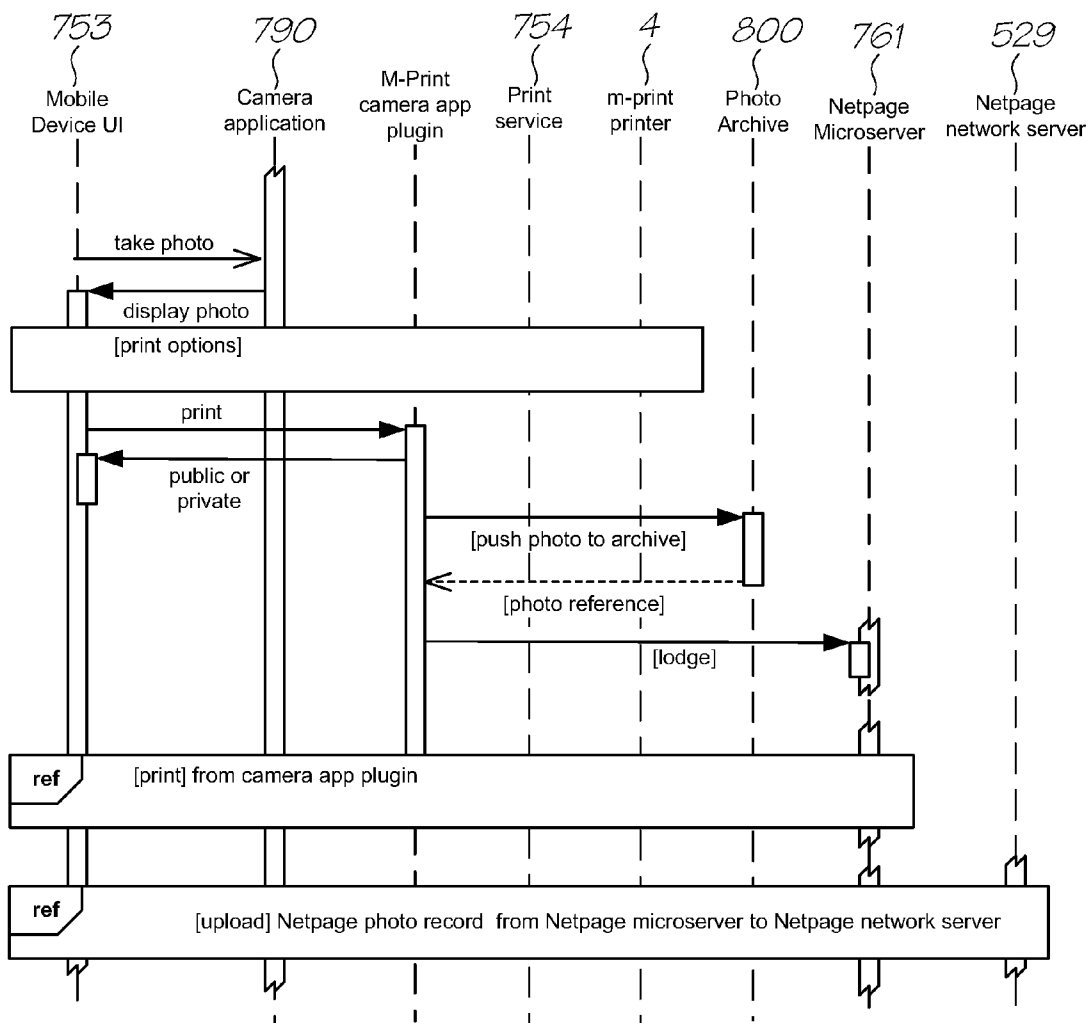 753
790
754
4
800
761
529
Mobile
Device UI
Camera
application
M-Print
camera app
plugin
Print
service
m-print
printer
Photo
Archive
Netpage
Microserver
Netpage
network server
take photo
display photo
[print options]
print
public or
private
[push photo to archive]
[photo reference]
[lodge]
ref
[print] from camera app plugin
ref
[upload] Netpage photo record from Netpage microserver to Netpage network server